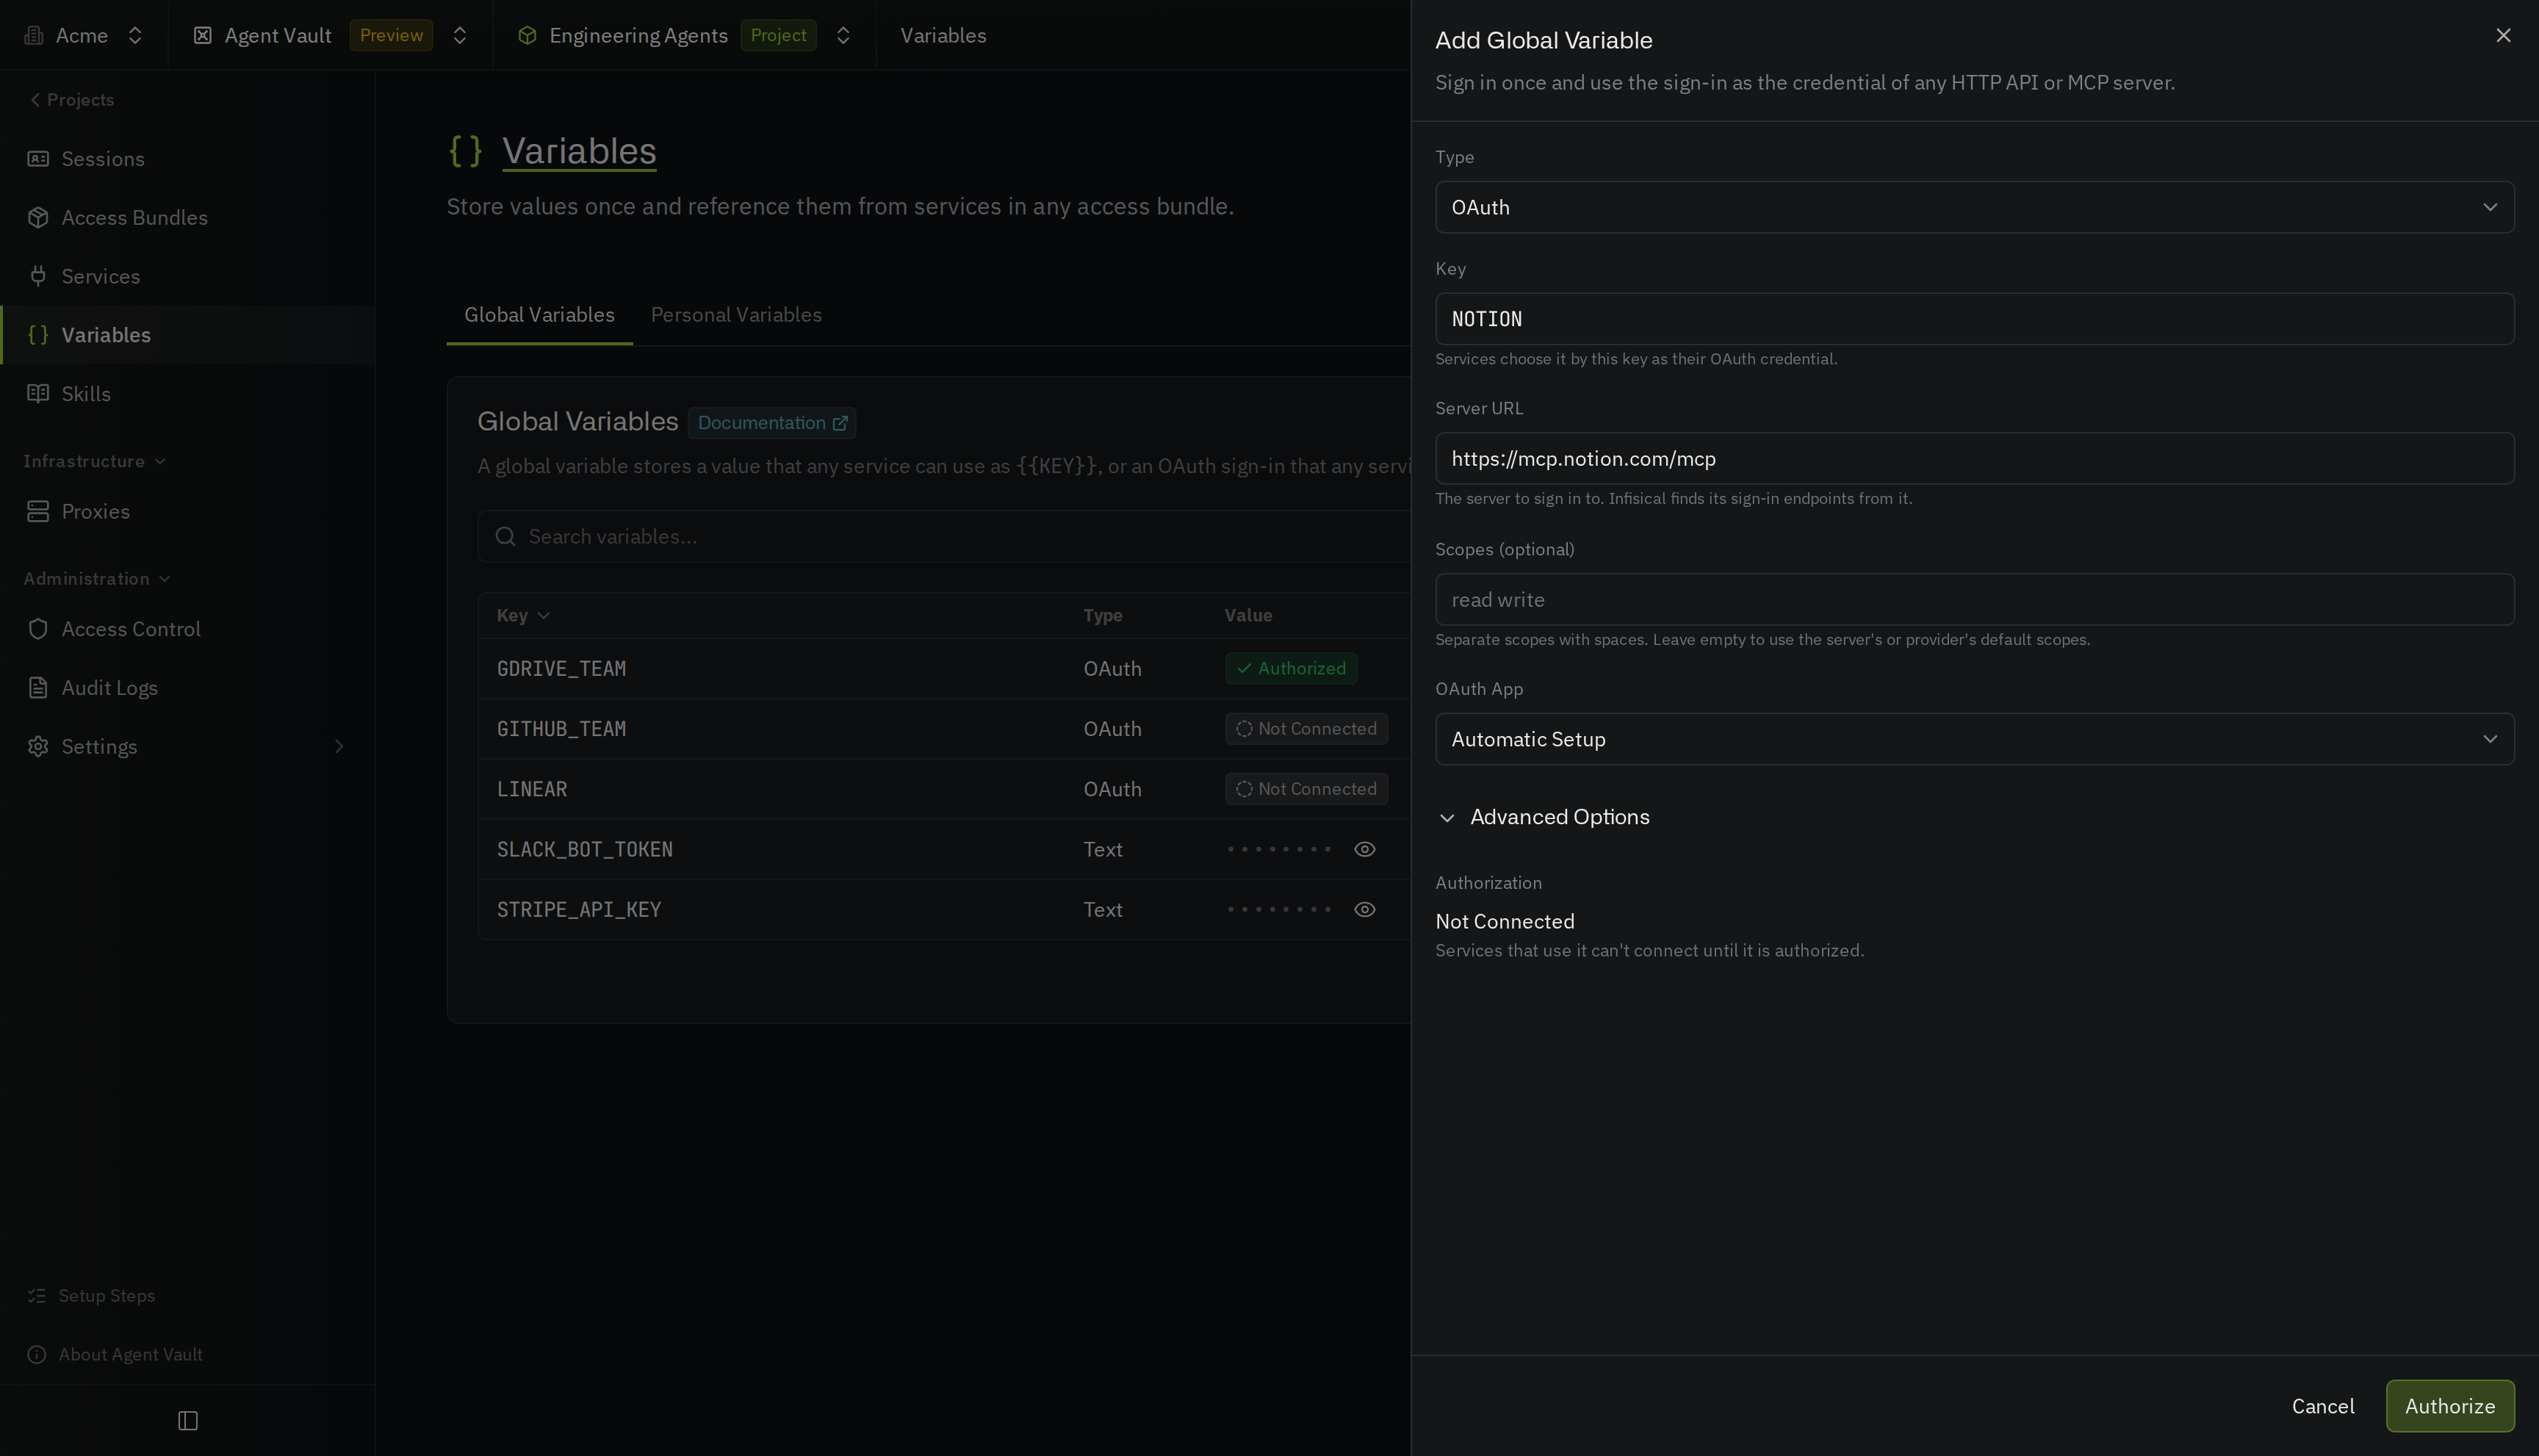 Acme
Agent Vault Preview
Engineering Agents Project
Variables
Projects
Sessions
Access Bundles
Services
Variables
Skills
Infrastructure
Proxies
Administration
Access Control
Audit Logs
Settings
Setup Steps
About Agent Vault
{} Variables
Store values once and reference them from services in any access bundle.
Global Variables Personal Variables
Global Variables Documentation
A global variable stores a value that any service can use as {{KEY}}, or an OAuth sign-in that any servi
Search variables...
Key Type Value
GDRIVE_TEAM OAuth Authorized
GITHUB_TEAM OAuth Not Connected
LINEAR OAuth Not Connected
SLACK_BOT_TOKEN Text ••••••••
STRIPE_API_KEY Text ••••••••
Add Global Variable
Sign in once and use the sign-in as the credential of any HTTP API or MCP server.
Type
OAuth
Key
NOTION
Services choose it by this key as their OAuth credential.
Server URL
https://mcp.notion.com/mcp
The server to sign in to. Infisical finds its sign-in endpoints from it.
Scopes (optional)
read write
Separate scopes with spaces. Leave empty to use the server's or provider's default scopes.
OAuth App
Automatic Setup
Advanced Options
Authorization
Not Connected
Services that use it can't connect until it is authorized.
Cancel Authorize